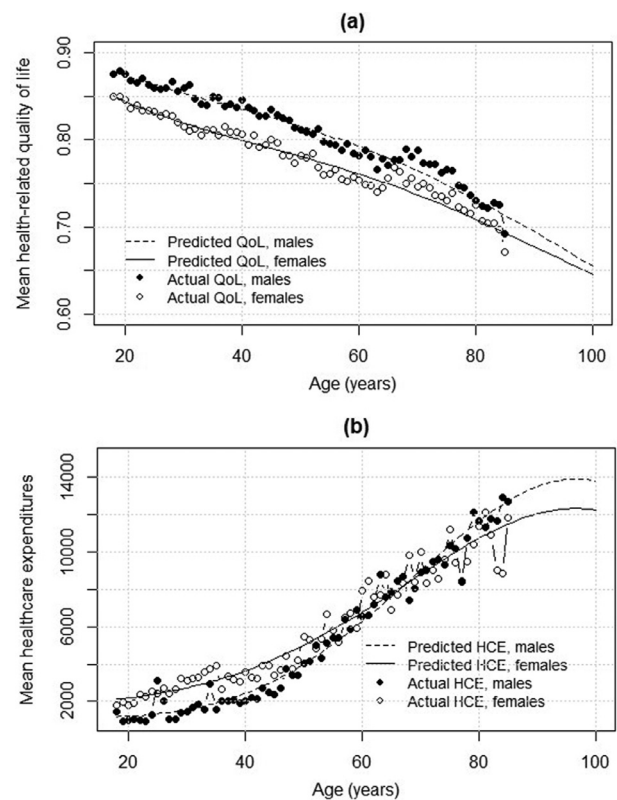 (a)
Mean health-related quality of life
0.90
0.80
0.70
0.60
Predicted QoL, males
Predicted QoL, females
Actual QoL, males
Actual QoL, females
20 40 60 80 100
Age (years)
(b)
Mean healthcare expenditures
14000
10000
6000
2000
Predicted HCE, males
Predicted HCE, females
Actual HCE, males
Actual HCE, females
20 40 60 80 100
Age (years)